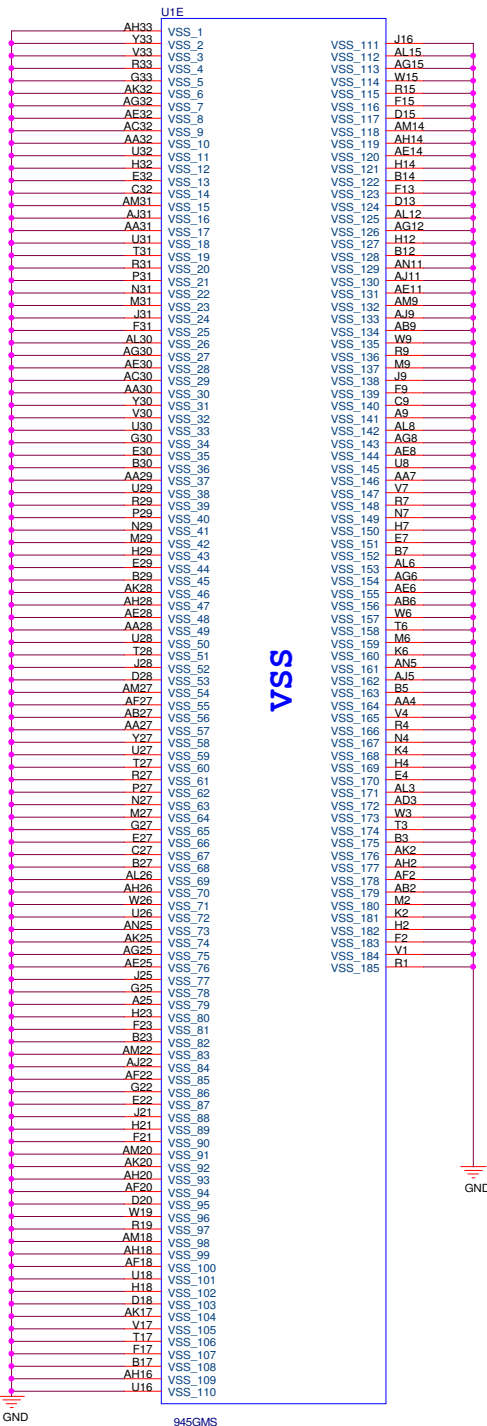 U1E
AH33 VSS_1
Y33 VSS_2
V33 VSS_3
R33 VSS_4
G33 VSS_5
AK32 VSS_6
AG32 VSS_7
AE32 VSS_8
AC32 VSS_9
AA32 VSS_10
U32 VSS_11
H32 VSS_12
E32 VSS_13
C32 VSS_14
AM31 VSS_15
AJ31 VSS_16
AA31 VSS_17
U31 VSS_18
T31 VSS_19
R31 VSS_20
P31 VSS_21
N31 VSS_22
M31 VSS_23
J31 VSS_24
F31 VSS_25
AL30 VSS_26
AG30 VSS_27
AE30 VSS_28
AC30 VSS_29
AA30 VSS_30
Y30 VSS_31
V30 VSS_32
U30 VSS_33
G30 VSS_34
E30 VSS_35
B30 VSS_36
AA29 VSS_37
U29 VSS_38
R29 VSS_39
P29 VSS_40
N29 VSS_41
M29 VSS_42
H29 VSS_43
E29 VSS_44
B29 VSS_45
AK28 VSS_46
AH28 VSS_47
AE28 VSS_48
AA28 VSS_49
U28 VSS_50
T28 VSS_51
J28 VSS_52
D28 VSS_53
AM27 VSS_54
AF27 VSS_55
AB27 VSS_56
AA27 VSS_57
Y27 VSS_58
U27 VSS_59
T27 VSS_60
R27 VSS_61
P27 VSS_62
N27 VSS_63
M27 VSS_64
G27 VSS_65
E27 VSS_66
C27 VSS_67
B27 VSS_68
AL26 VSS_69
AH26 VSS_70
W26 VSS_71
U26 VSS_72
AN25 VSS_73
AK25 VSS_74
AG25 VSS_75
AE25 VSS_76
J25 VSS_77
G25 VSS_78
A25 VSS_79
H23 VSS_80
F23 VSS_81
B23 VSS_82
AM22 VSS_83
AJ22 VSS_84
AF22 VSS_85
G22 VSS_86
E22 VSS_87
J21 VSS_88
H21 VSS_89
F21 VSS_90
AM20 VSS_91
AK20 VSS_92
AH20 VSS_93
AF20 VSS_94
D20 VSS_95
W19 VSS_96
R19 VSS_97
AM18 VSS_98
AH18 VSS_99
AF18 VSS_100
U18 VSS_101
H18 VSS_102
D18 VSS_103
AK17 VSS_104
V17 VSS_105
T17 VSS_106
F17 VSS_107
B17 VSS_108
AH16 VSS_109
U16 VSS_110
GND
VSS
VSS_111 J16
VSS_112 AL15
VSS_113 AG15
VSS_114 W15
VSS_115 R15
VSS_116 F15
VSS_117 D15
VSS_118 AM14
VSS_119 AH14
VSS_120 AE14
VSS_121 H14
VSS_122 B14
VSS_123 F13
VSS_124 D13
VSS_125 AL12
VSS_126 AG12
VSS_127 H12
VSS_128 B12
VSS_129 AN11
VSS_130 AJ11
VSS_131 AE11
VSS_132 AM9
VSS_133 AJ9
VSS_134 AB9
VSS_135 W9
VSS_136 R9
VSS_137 M9
VSS_138 J9
VSS_139 F9
VSS_140 C9
VSS_141 A9
VSS_142 AL8
VSS_143 AG8
VSS_144 AE8
VSS_145 U8
VSS_146 AA7
VSS_147 V7
VSS_148 R7
VSS_149 N7
VSS_150 H7
VSS_151 E7
VSS_152 B7
VSS_153 AL6
VSS_154 AG6
VSS_155 AE6
VSS_156 AB6
VSS_157 W6
VSS_158 T6
VSS_159 M6
VSS_160 K6
VSS_161 AN5
VSS_162 AJ5
VSS_163 B5
VSS_164 AA4
VSS_165 V4
VSS_166 R4
VSS_167 N4
VSS_168 K4
VSS_169 H4
VSS_170 E4
VSS_171 AL3
VSS_172 AD3
VSS_173 W3
VSS_174 T3
VSS_175 B3
VSS_176 AK2
VSS_177 AH2
VSS_178 AF2
VSS_179 AB2
VSS_180 M2
VSS_181 K2
VSS_182 H2
VSS_183 F2
VSS_184 V1
VSS_185 R1
GND
945GMS